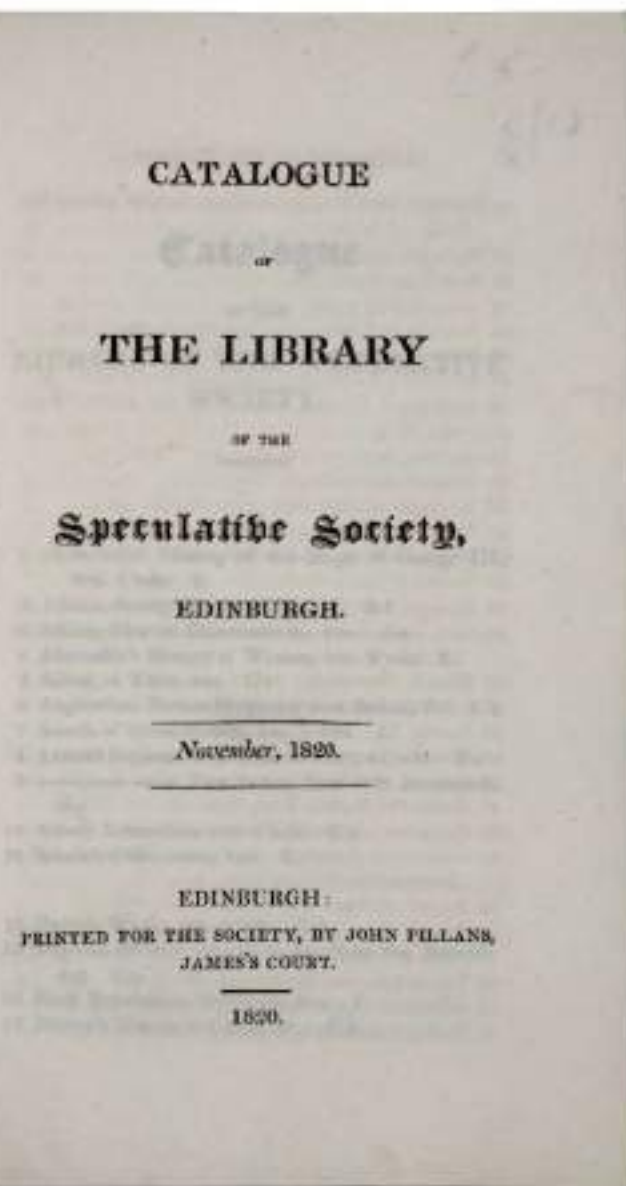 CATALOGUE
OF
THE LIBRARY
OF THE
Speculative Society,
EDINBURGH.
November, 1820.
EDINBURGH:
PRINTED FOR THE SOCIETY, BY JOHN PILLANS,
JAMES'S COURT.
1820.